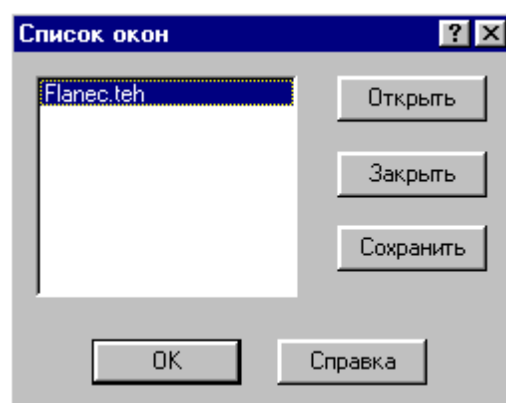 Список окон
Flanec.teh
Открыть
Закрыть
Сохранить
OK
Справка